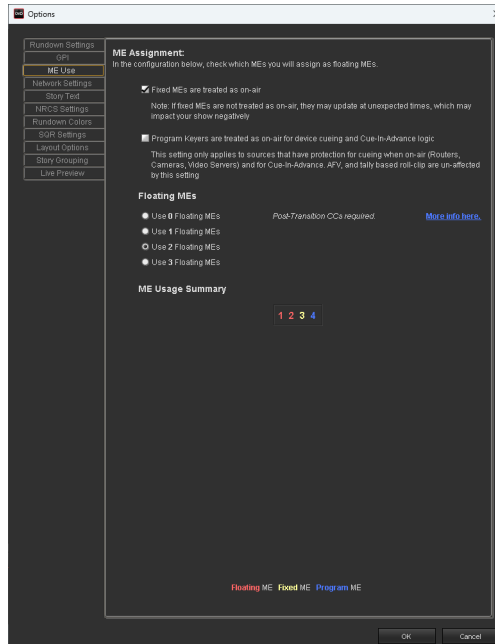 Options
Rundown Settings
GPI
ME Use
Network Settings
Story Text
NRCS Settings
Rundown Colors
SQR Settings
Layout Options
Story Grouping
Live Preview
ME Assignment:
In the configuration below, check which MEs you will assign as floating MEs.
Fixed MEs are treated as on-air
Note: If fixed MEs are not treated as on-air, they may update at unexpected times, which may
impact your show negatively
Program Keyers are treated as on-air for device cueing and Cue-In-Advance logic
This setting only applies to sources that have protection for cueing when on-air (Routers,
Cameras, Video Servers) and for Cue-In-Advance. AFV, and tally based roll-clip are un-affected
by this setting
Floating MEs
Use 0 Floating MEs Post-Transition CCs required. More info here.
Use 1 Floating MEs
Use 2 Floating MEs
Use 3 Floating MEs
ME Usage Summary
1 2 3 4
Floating ME Fixed ME Program ME
OK Cancel